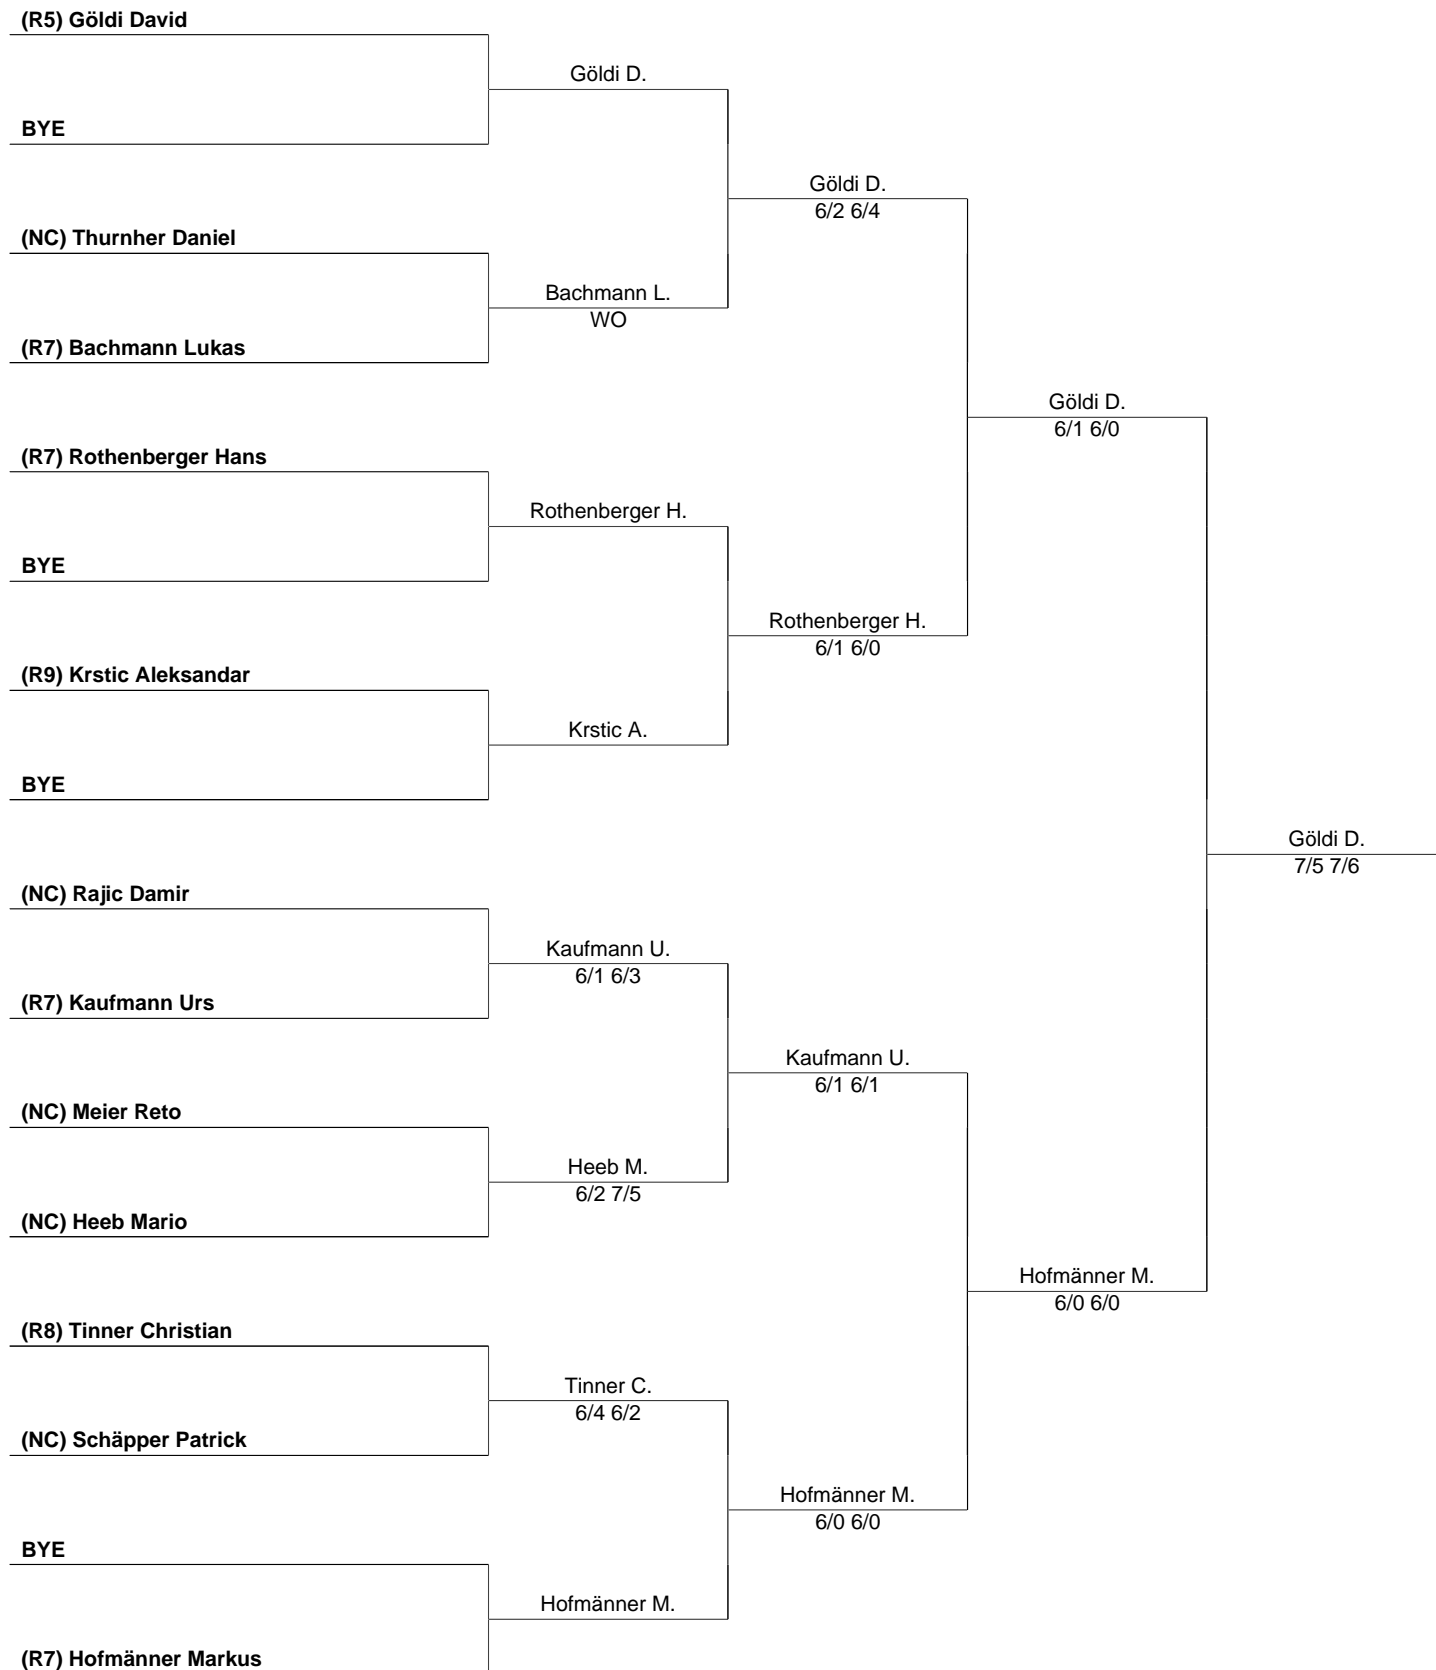 (R5) Göldi David
Göldi D.
BYE
Göldi D.
6/2 6/4
(NC) Thurnher Daniel
Bachmann L.
WO
(R7) Bachmann Lukas
Göldi D.
6/1 6/0
(R7) Rothenberger Hans
Rothenberger H.
BYE
Rothenberger H.
6/1 6/0
(R9) Krstic Aleksandar
Krstic A.
BYE
Göldi D.
7/5 7/6
(NC) Rajic Damir
Kaufmann U.
6/1 6/3
(R7) Kaufmann Urs
Kaufmann U.
6/1 6/1
(NC) Meier Reto
Heeb M.
6/2 7/5
(NC) Heeb Mario
Hofmänner M.
6/0 6/0
(R8) Tinner Christian
Tinner C.
6/4 6/2
(NC) Schäpper Patrick
Hofmänner M.
6/0 6/0
BYE
Hofmänner M.
(R7) Hofmänner Markus